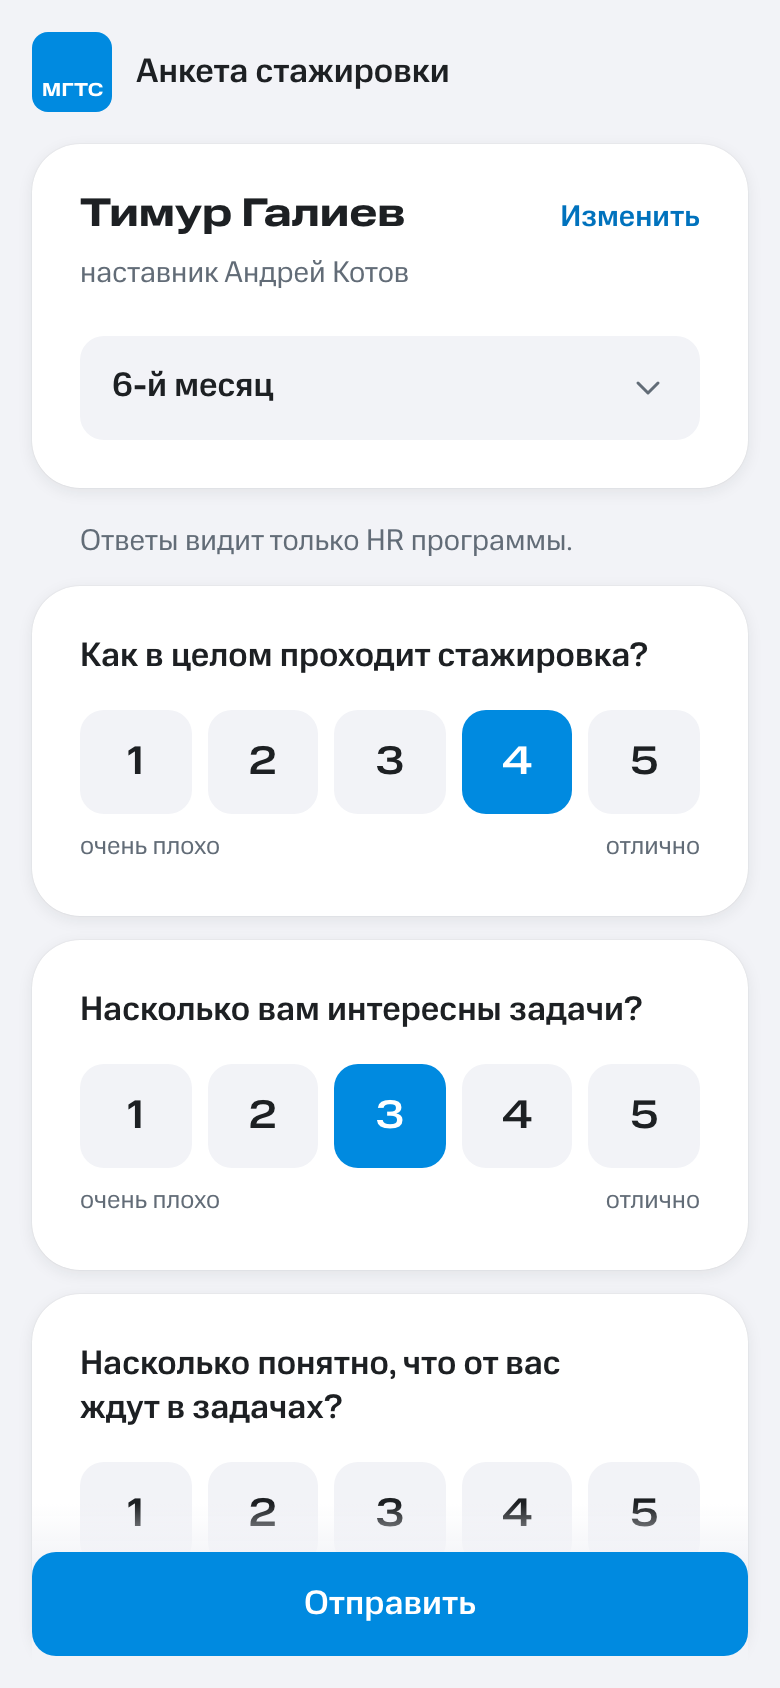 МГТС
Анкета стажировки
Тимур Галиев
Изменить
наставник Андрей Котов
6-й месяц
Ответы видит только HR программы.
Как в целом проходит стажировка?
1 2 3 4 5
очень плохо отлично
Насколько вам интересны задачи?
1 2 3 4 5
очень плохо отлично
Насколько понятно, что от вас
ждут в задачах?
1 2 3 4 5
Отправить